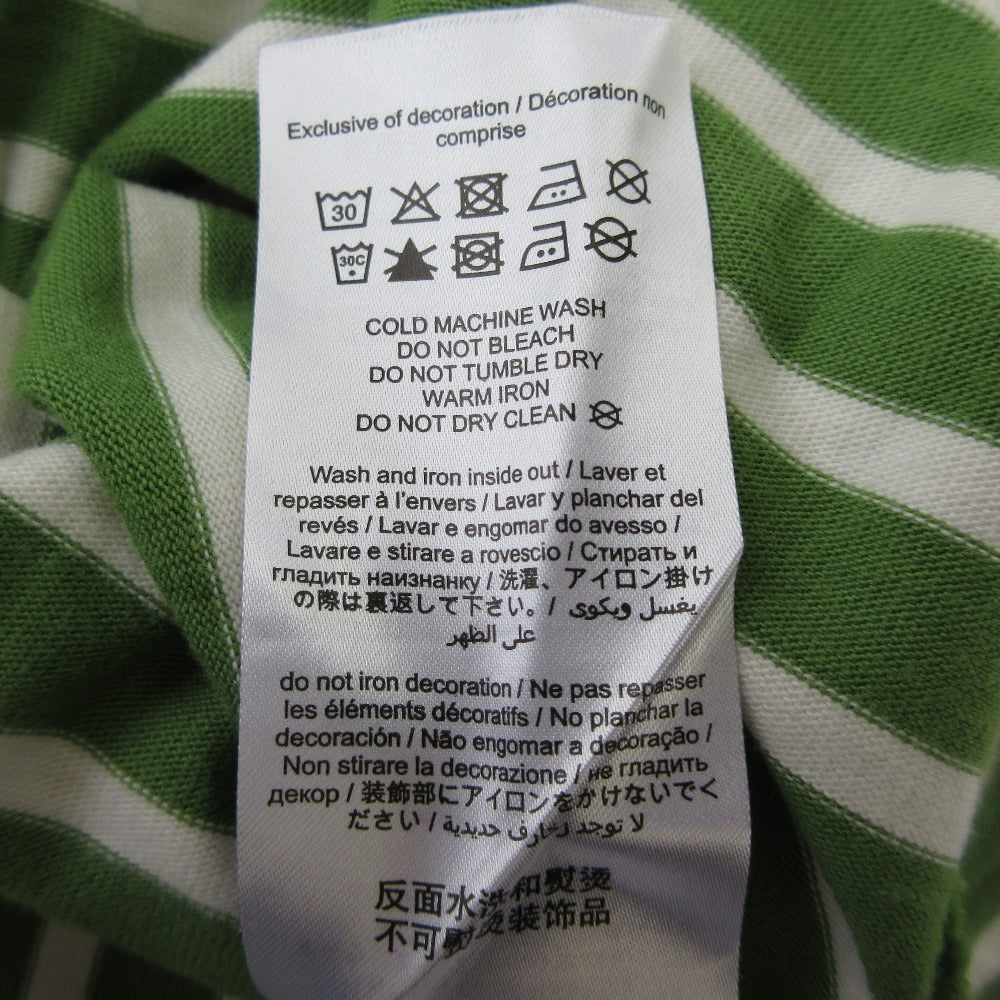 Exclusive of decoration / Décoration non
comprise
30
30C
COLD MACHINE WASH
DO NOT BLEACH
DO NOT TUMBLE DRY
WARM IRON
DO NOT DRY CLEAN
Wash and iron inside out / Laver et
repasser à l'envers / Lavar y planchar del
revés / Lavar e engomar do avesso /
Lavare e stirare a rovescio / Стирать и
гладить наизнанку / 洗濯、アイロン掛け
の際は裏返して下さい。 / يغسل ويكوى
على الظهر
do not iron decoration / Ne pas repasser
les éléments décoratifs / No planchar la
decoración / Não engomar a decoração /
Non stirare la decorazione / не гладить
декор / 装飾部にアイロンをかけないでく
ださい / لا توجد زخارف حديدية
反面水洗和熨烫
不可熨烫装饰品